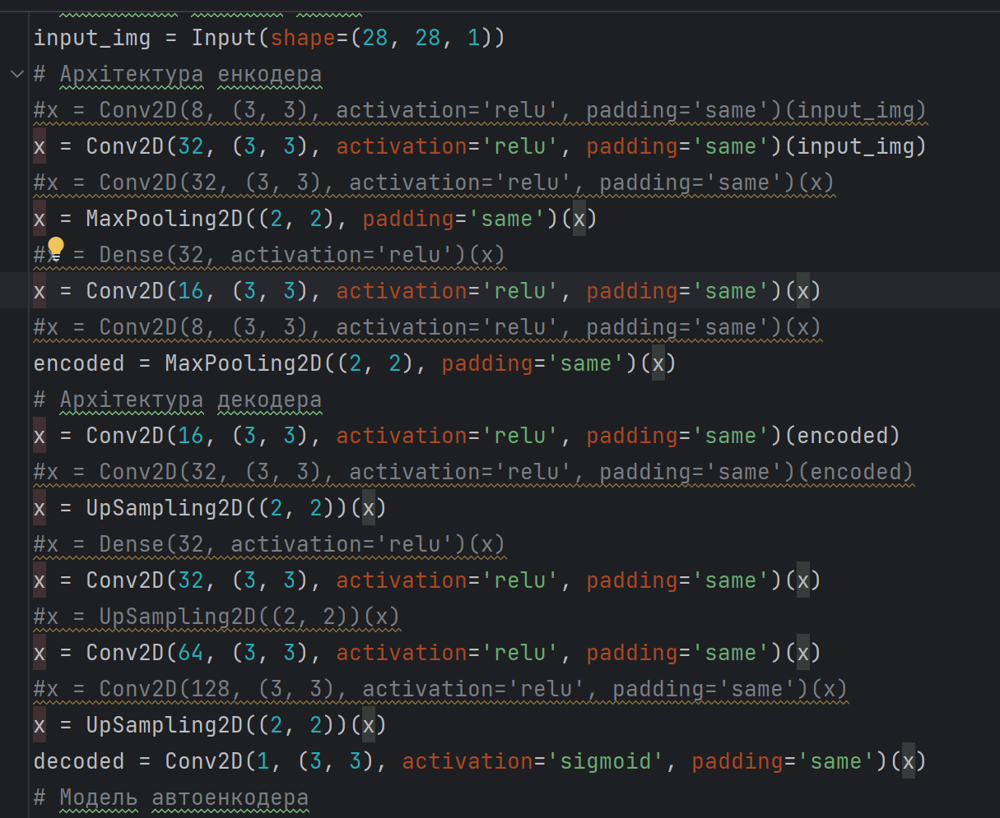 input_img = Input(shape=(28, 28, 1))
# Архітектура енкодера
#x = Conv2D(8, (3, 3), activation='relu', padding='same')(input_img)
x = Conv2D(32, (3, 3), activation='relu', padding='same')(input_img)
#x = Conv2D(32, (3, 3), activation='relu', padding='same')(x)
x = MaxPooling2D((2, 2), padding='same')(x)
#x = Dense(32, activation='relu')(x)
x = Conv2D(16, (3, 3), activation='relu', padding='same')(x)
#x = Conv2D(8, (3, 3), activation='relu', padding='same')(x)
encoded = MaxPooling2D((2, 2), padding='same')(x)
# Архітектура декодера
x = Conv2D(16, (3, 3), activation='relu', padding='same')(encoded)
#x = Conv2D(32, (3, 3), activation='relu', padding='same')(encoded)
x = UpSampling2D((2, 2))(x)
#x = Dense(32, activation='relu')(x)
x = Conv2D(32, (3, 3), activation='relu', padding='same')(x)
#x = UpSampling2D((2, 2))(x)
x = Conv2D(64, (3, 3), activation='relu', padding='same')(x)
#x = Conv2D(128, (3, 3), activation='relu', padding='same')(x)
x = UpSampling2D((2, 2))(x)
decoded = Conv2D(1, (3, 3), activation='sigmoid', padding='same')(x)
# Модель автоенкодера